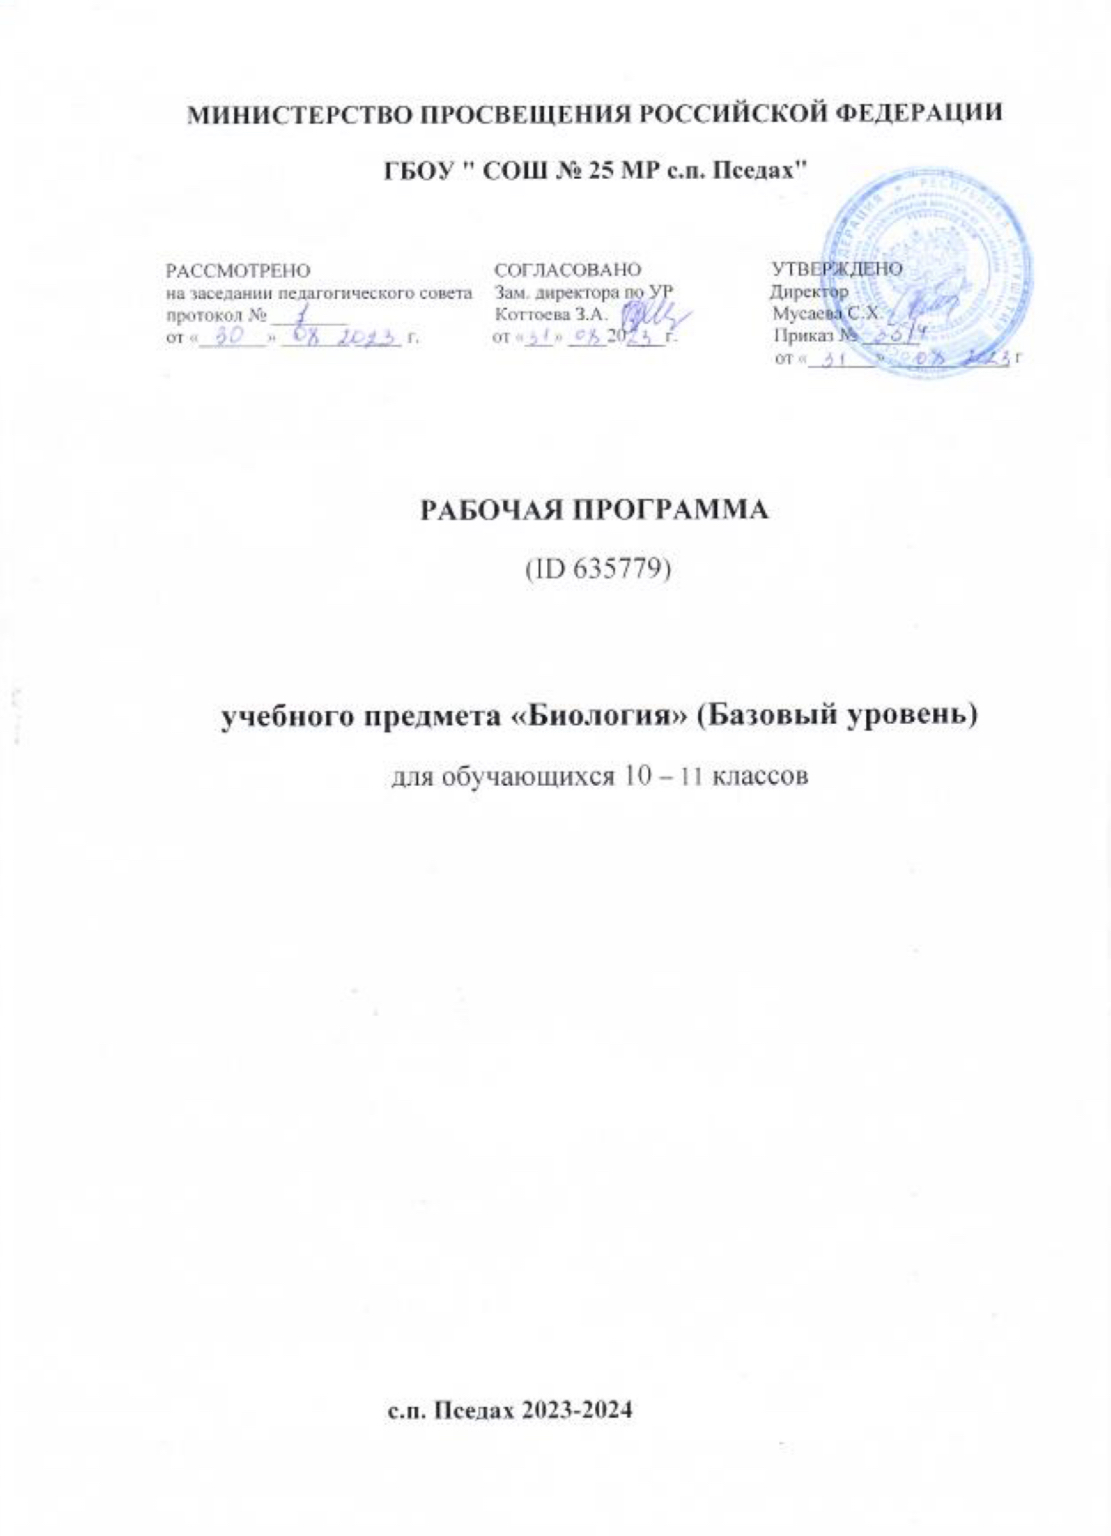 МИНИСТЕРСТВО ПРОСВЕЩЕНИЯ РОССИЙСКОЙ ФЕДЕРАЦИИ
ГБОУ " СОШ № 25 МР с.п. Пседах"
РАССМОТРЕНО
на заседании педагогического совета
протокол № 1
от « 30 » 08 2023 г.
СОГЛАСОВАНО
Зам. директора по УР
Коттоева З.А.
от «31» 08 2023 г.
УТВЕРЖДЕНО
Директор
Мусаева С.Х.
Приказ №
от « 31 » 08 2023 г
РЕСПУБЛИКА ИНГУШЕТИЯ
РАБОЧАЯ ПРОГРАММА
(ID 635779)
учебного предмета «Биология» (Базовый уровень)
для обучающихся 10 – 11 классов
с.п. Пседах 2023-2024